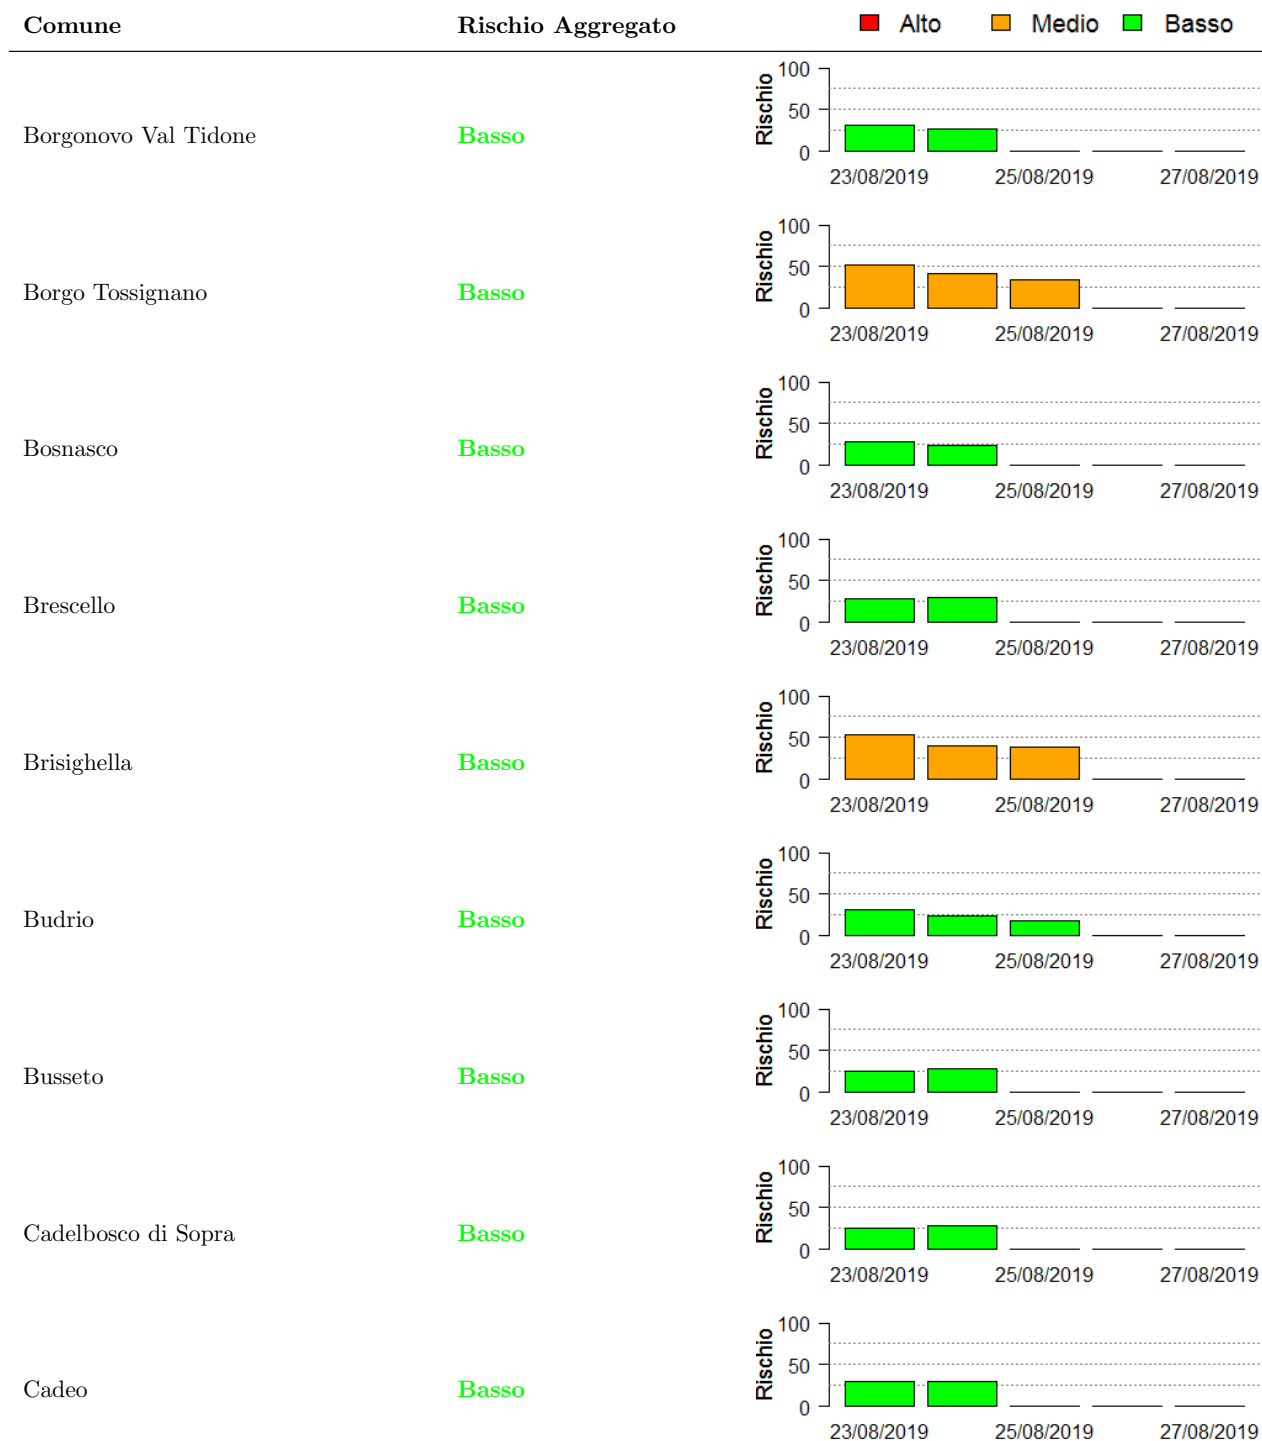 Comune Rischio Aggregato Alto Medio Basso
Borgonovo Val Tidone Basso
Rischio
100
50
0
23/08/2019 25/08/2019 27/08/2019
Borgo Tossignano Basso
Rischio
100
50
0
23/08/2019 25/08/2019 27/08/2019
Bosnasco Basso
Rischio
100
50
0
23/08/2019 25/08/2019 27/08/2019
Brescello Basso
Rischio
100
50
0
23/08/2019 25/08/2019 27/08/2019
Brisighella Basso
Rischio
100
50
0
23/08/2019 25/08/2019 27/08/2019
Budrio Basso
Rischio
100
50
0
23/08/2019 25/08/2019 27/08/2019
Busseto Basso
Rischio
100
50
0
23/08/2019 25/08/2019 27/08/2019
Cadelbosco di Sopra Basso
Rischio
100
50
0
23/08/2019 25/08/2019 27/08/2019
Cadeo Basso
Rischio
100
50
0
23/08/2019 25/08/2019 27/08/2019